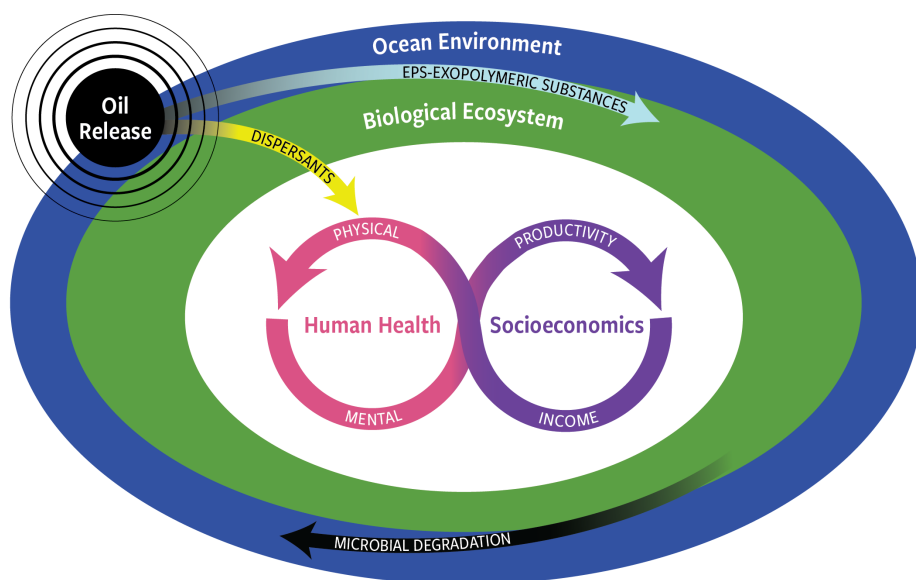 Ocean Environment
EPS-EXOPOLYMERIC SUBSTANCES
Oil
Release
Biological Ecosystem
DISPERSANTS
PHYSICAL
PRODUCTIVITY
Human Health
Socioeconomics
MENTAL
INCOME
MICROBIAL DEGRADATION